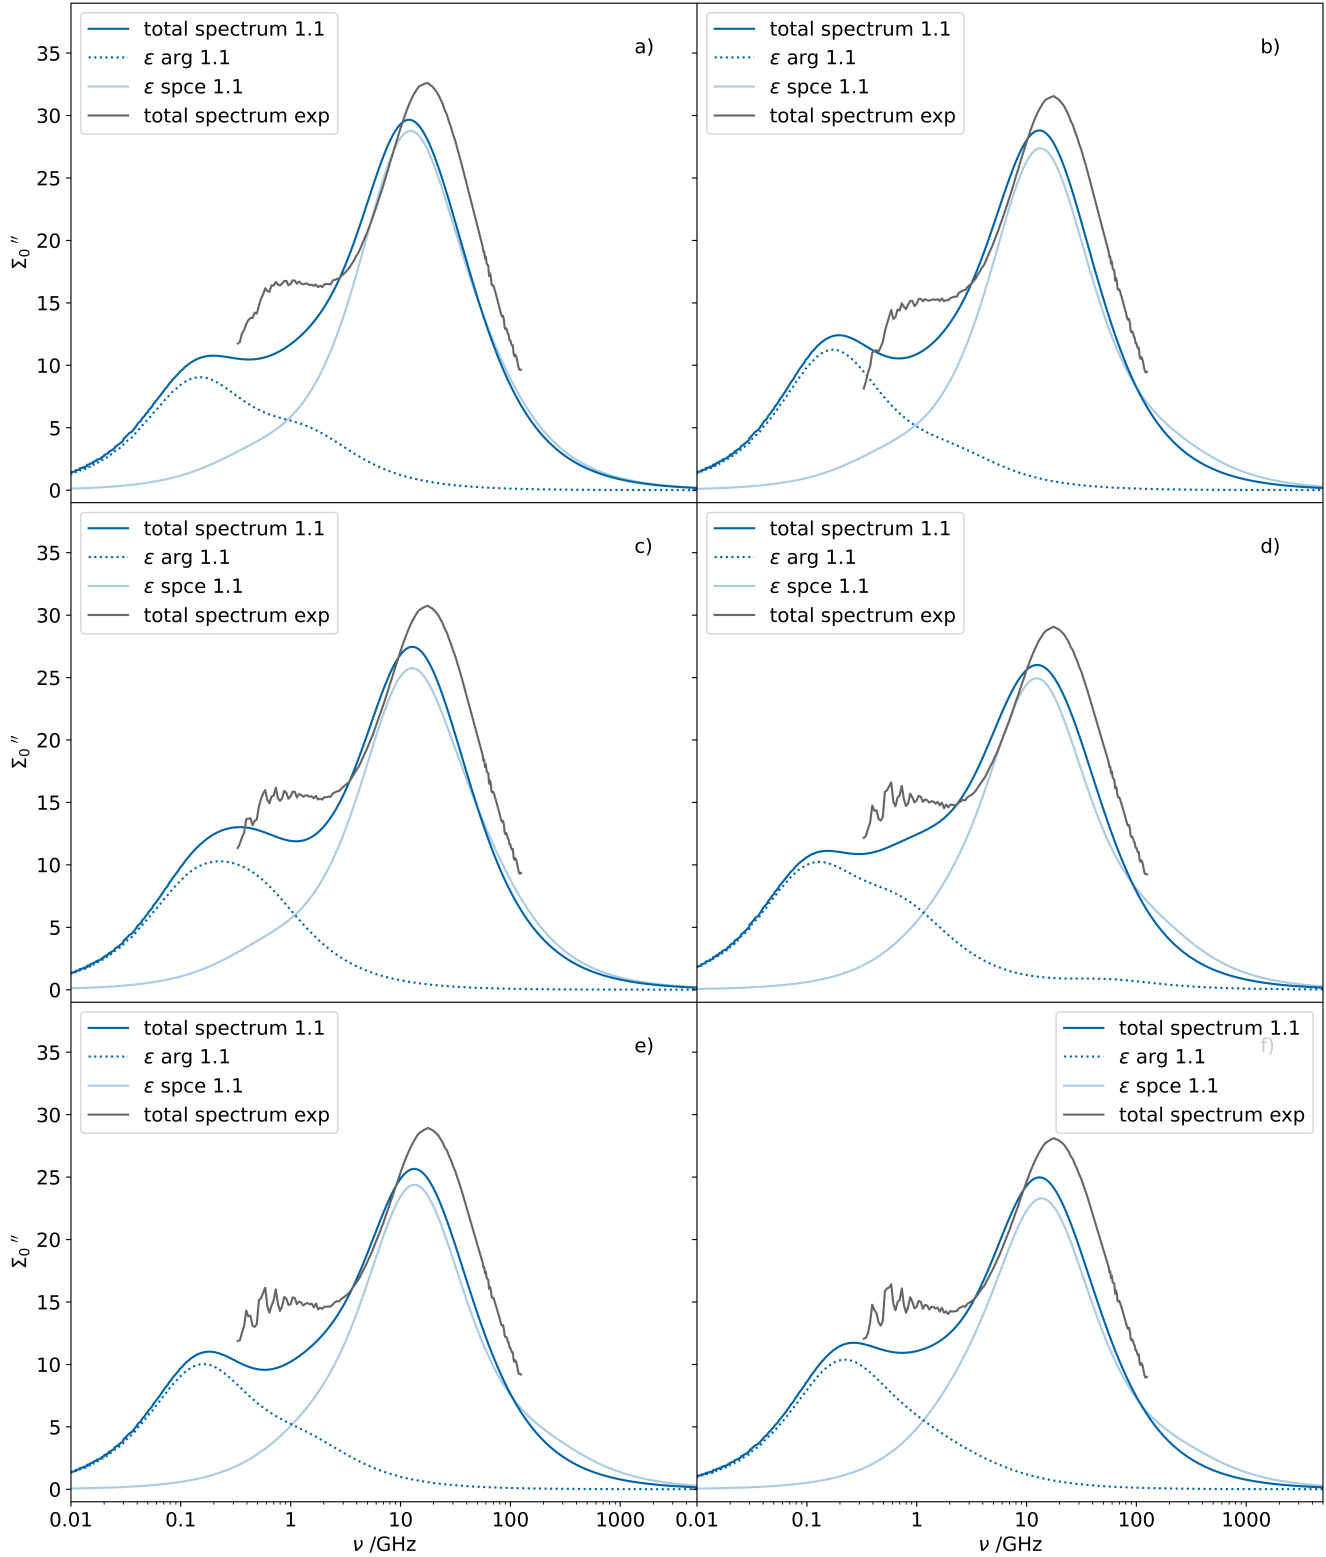 total spectrum 1.1
ε arg 1.1
ε spce 1.1
total spectrum exp
a)
35
30
25
20
15
10
5
0
Σ₀″
total spectrum 1.1
ε arg 1.1
ε spce 1.1
total spectrum exp
b)
total spectrum 1.1
ε arg 1.1
ε spce 1.1
total spectrum exp
c)
35
30
25
20
15
10
5
0
Σ₀″
total spectrum 1.1
ε arg 1.1
ε spce 1.1
total spectrum exp
d)
total spectrum 1.1
ε arg 1.1
ε spce 1.1
total spectrum exp
e)
35
30
25
20
15
10
5
0
Σ₀″
0.01 0.1 1 10 100 1000
ν /GHz
total spectrum 1.1
ε arg 1.1
ε spce 1.1
total spectrum exp
f)
0.01 0.1 1 10 100 1000
ν /GHz